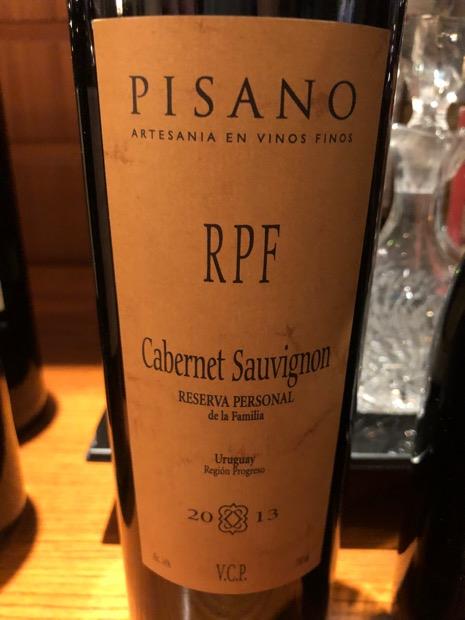 PISANO
ARTESANIA EN VINOS FINOS
RPF
Cabernet Sauvignon
RESERVA PERSONAL
de la Familia
Uruguay
Región Progreso
20 13
V.C.P.